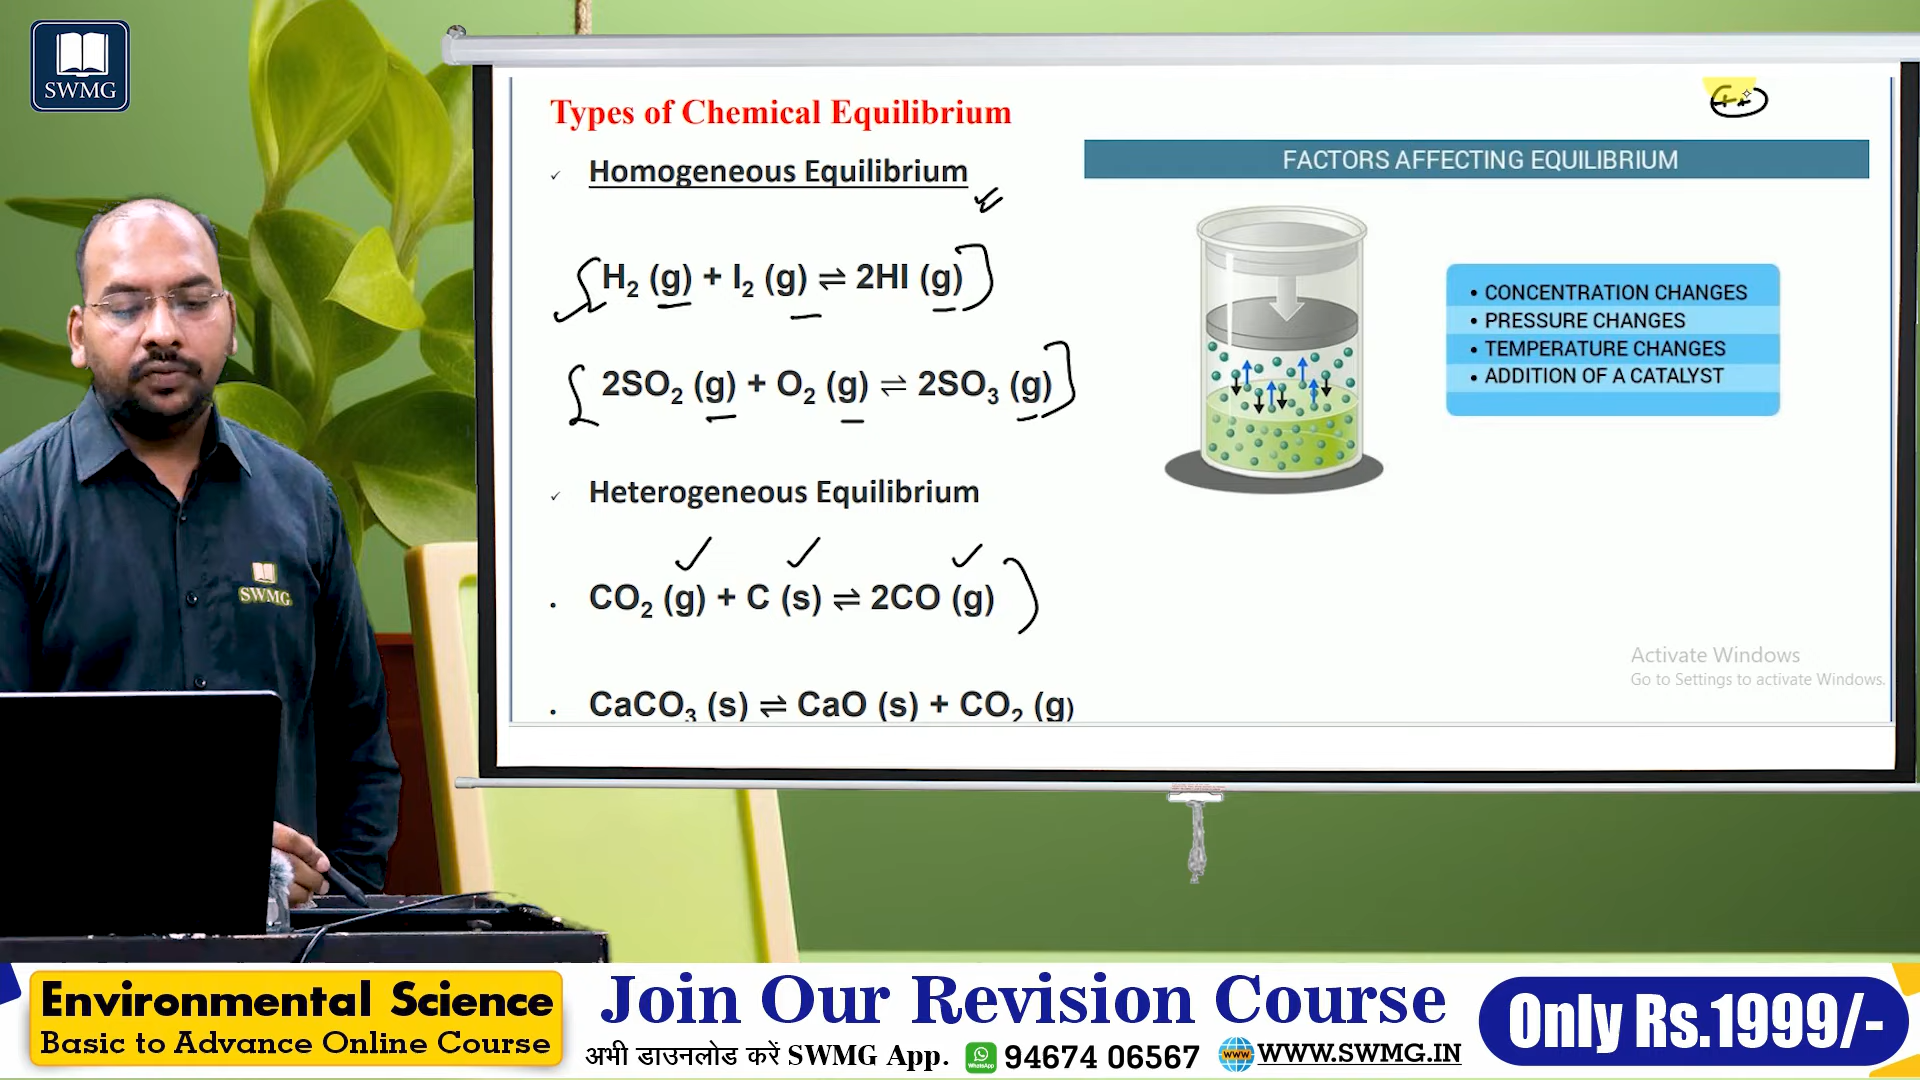 SWMG
Types of Chemical Equilibrium
✓ Homogeneous Equilibrium
H₂ (g) + I₂ (g) ⇌ 2HI (g)
2SO₂ (g) + O₂ (g) ⇌ 2SO₃ (g)
✓ Heterogeneous Equilibrium
• CO₂ (g) + C (s) ⇌ 2CO (g)
• CaCO₃ (s) ⇌ CaO (s) + CO₂ (g)
FACTORS AFFECTING EQUILIBRIUM
• CONCENTRATION CHANGES
• PRESSURE CHANGES
• TEMPERATURE CHANGES
• ADDITION OF A CATALYST
Activate Windows
Go to Settings to activate Windows.
SWMG
Environmental Science
Basic to Advance Online Course
Join Our Revision Course
अभी डाउनलोड करें SWMG App. WhatsApp 94674 06567 www WWW.SWMG.IN
Only Rs.1999/-